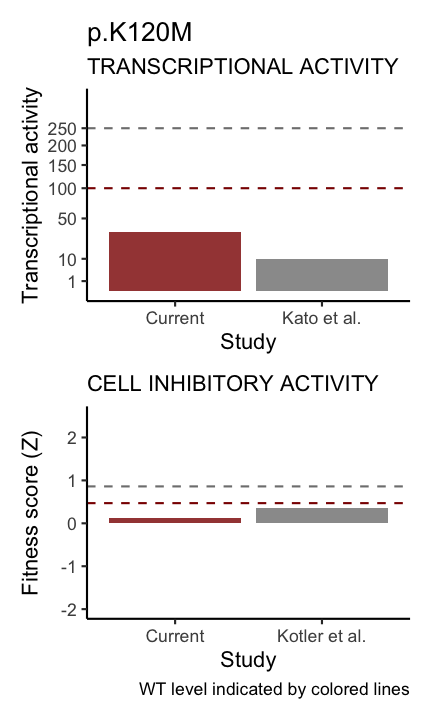 p.K120M
TRANSCRIPTIONAL ACTIVITY
Transcriptional activity
250
200
150
100
50
10
1
Current
Kato et al.
Study
CELL INHIBITORY ACTIVITY
Fitness score (Z)
2
1
0
-1
-2
Current
Kotler et al.
Study
WT level indicated by colored lines